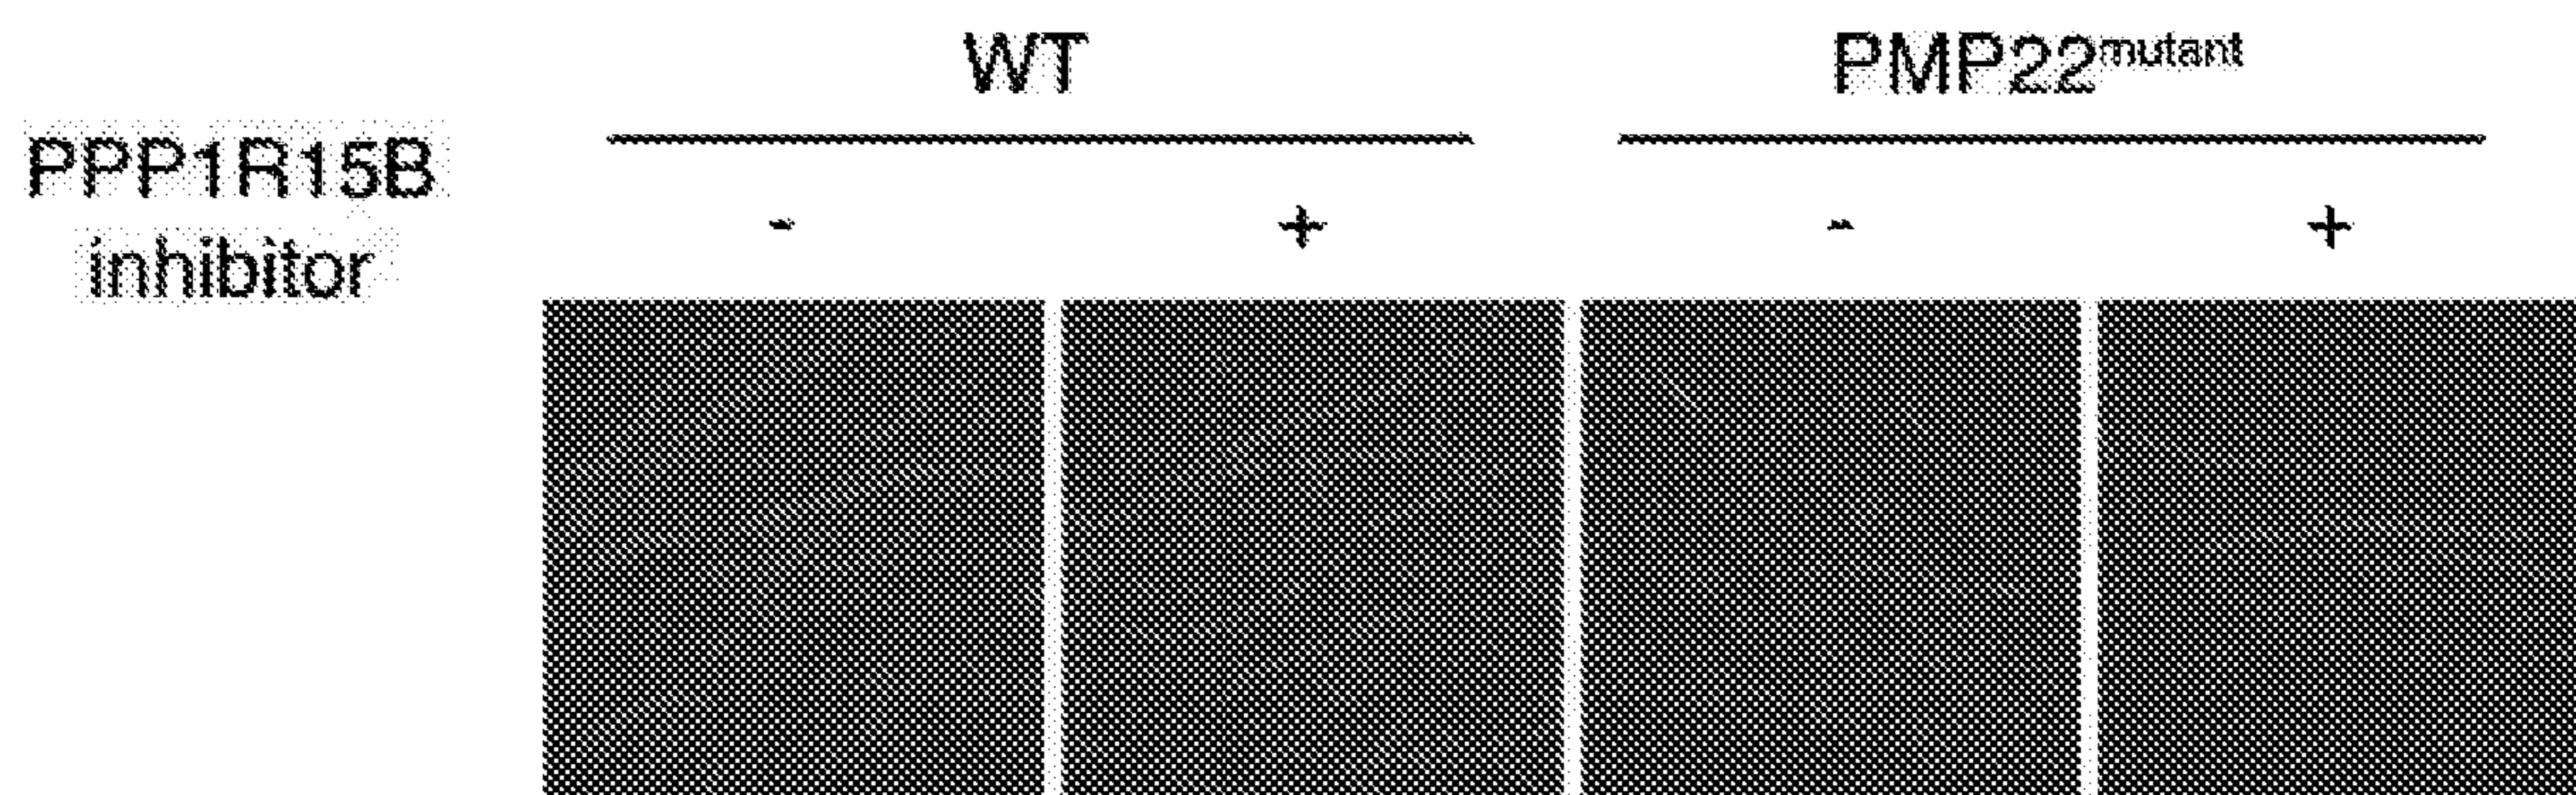 WT PMP22mutant
PPP1R15B
inhibitor
- + - +